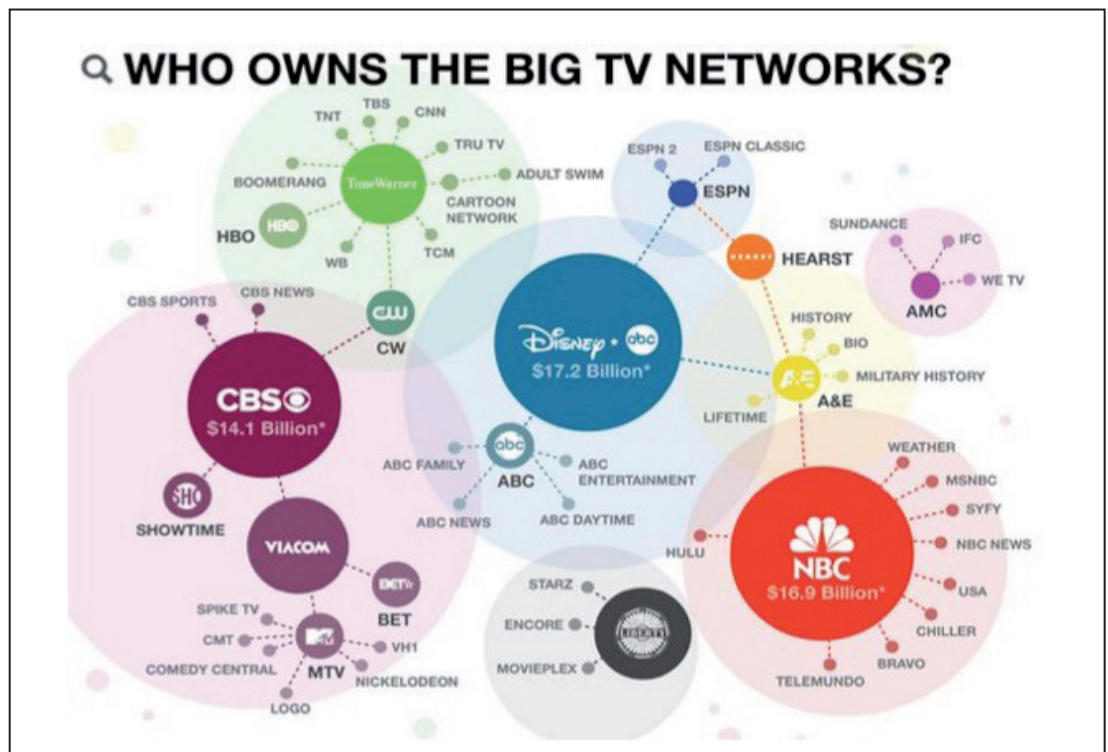 WHO OWNS THE BIG TV NETWORKS?
TNT
TBS
CNN
TRU TV
BOOMERANG
TimeWarner
ADULT SWIM
CARTOON
NETWORK
HBO
HBO
WB
TCM
CW
CW
ESPN 2
ESPN CLASSIC
ESPN
HEARST
HEARST
SUNDANCE
IFC
WE TV
AMC
CBS SPORTS
CBS NEWS
CBS
$14.1 Billion*
SHO
SHOWTIME
VIACOM
BET
BET
SPIKE TV
CMT
COMEDY CENTRAL
LOGO
MTV
MTV
VH1
NICKELODEON
Disney • abc
$17.2 Billion*
abc
ABC
ABC FAMILY
ABC NEWS
ABC
ENTERTAINMENT
ABC DAYTIME
HISTORY
BIO
MILITARY HISTORY
A&E
A&E
LIFETIME
STARZ
ENCORE
MOVIEPLEX
LIBERTY
WEATHER
MSNBC
SYFY
NBC NEWS
USA
CHILLER
BRAVO
TELEMUNDO
HULU
NBC
$16.9 Billion*